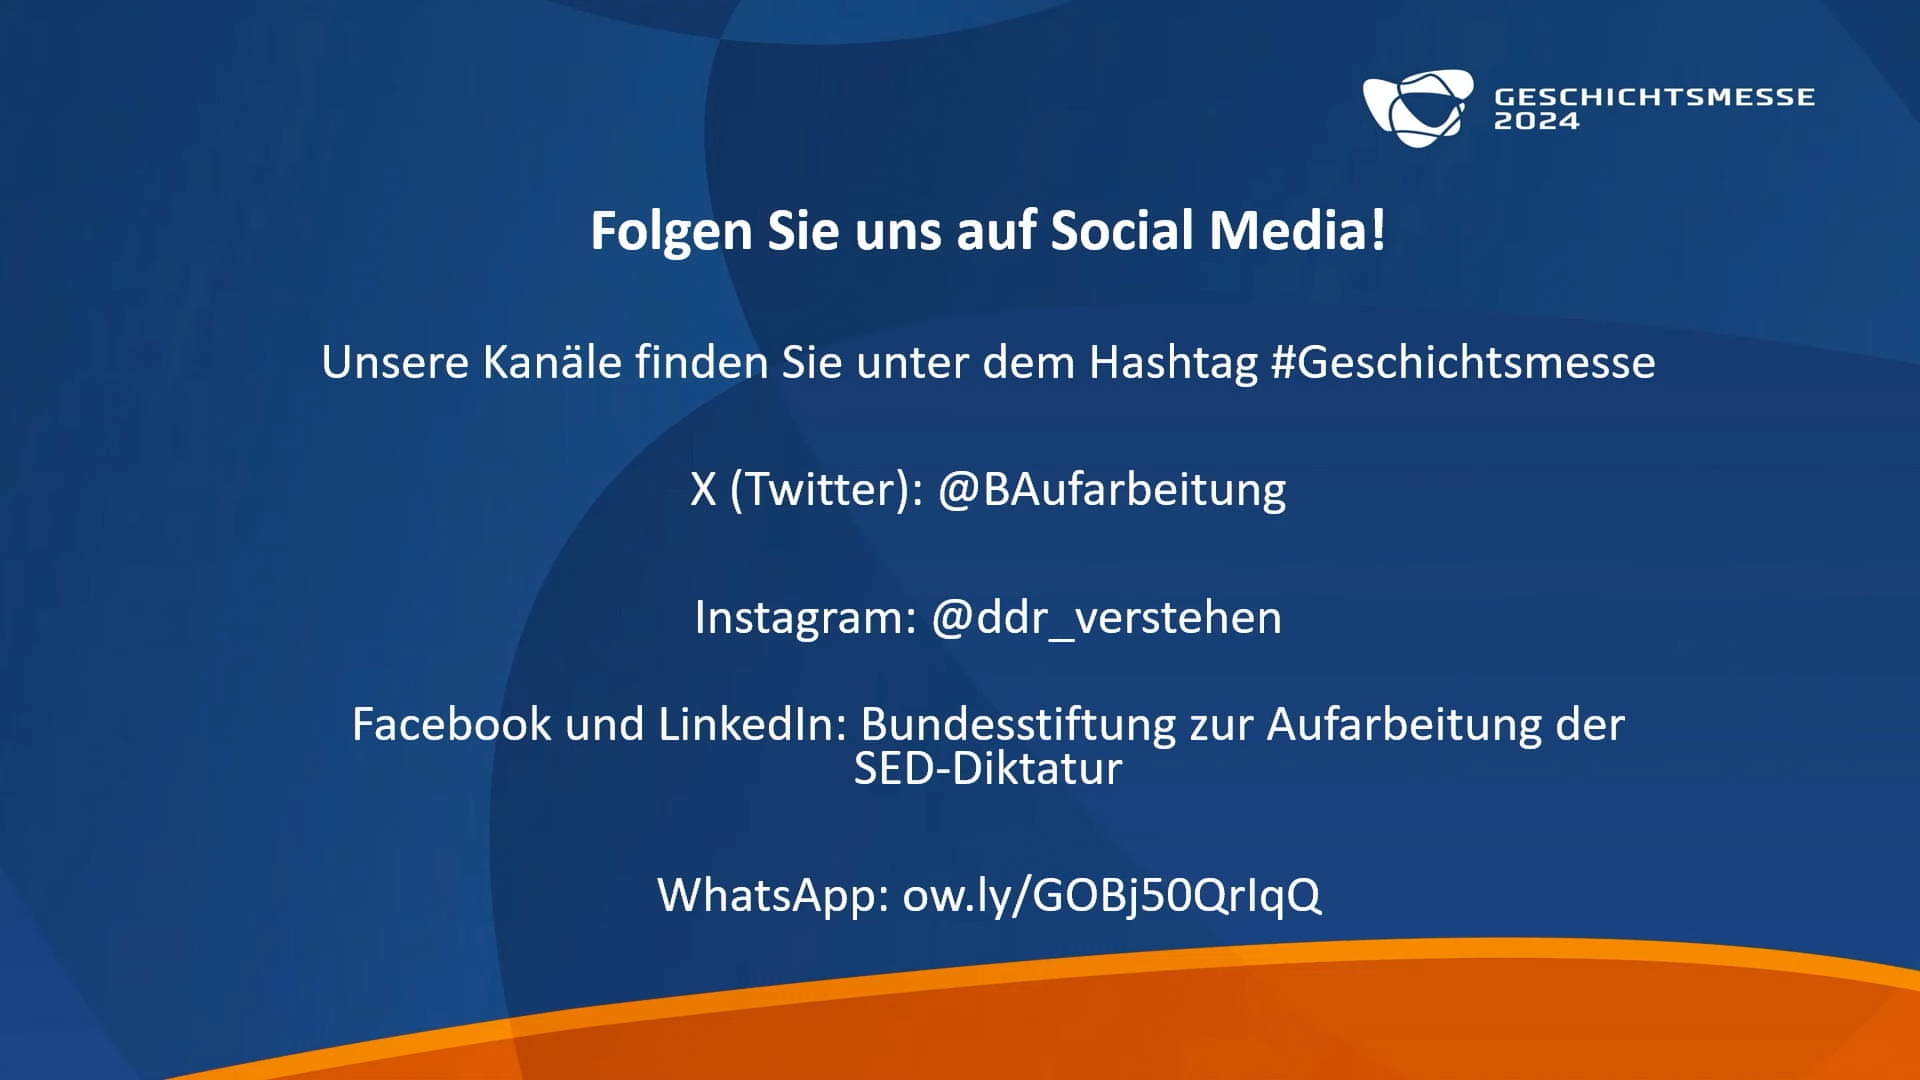 GESCHICHTSMESSE
2024
Folgen Sie uns auf Social Media!
Unsere Kanäle finden Sie unter dem Hashtag #Geschichtsmesse
X (Twitter): @BAufarbeitung
Instagram: @ddr_verstehen
Facebook und LinkedIn: Bundesstiftung zur Aufarbeitung der
SED-Diktatur
WhatsApp: ow.ly/GOBj50QrIqQ